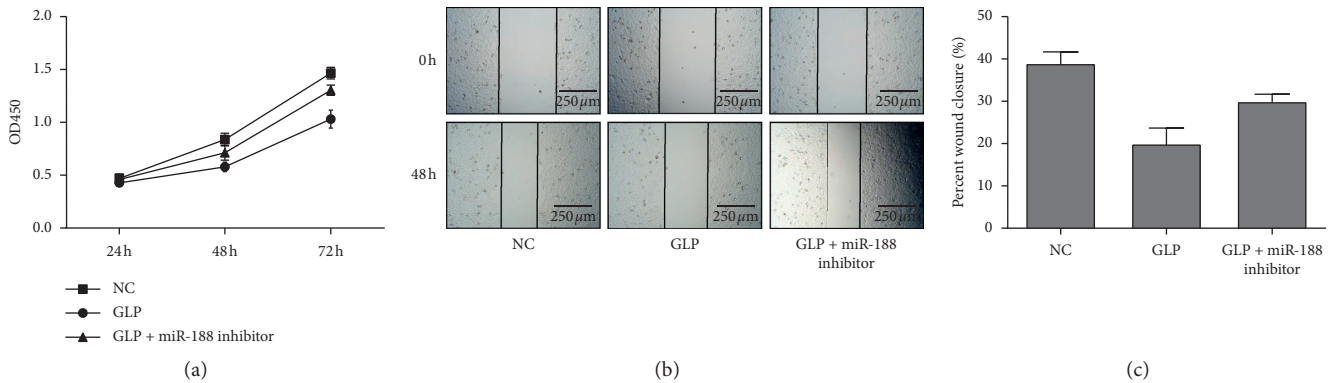 2.0
1.5
1.0
0.5
0.0
OD450
24 h
48 h
72 h
NC
GLP
GLP + miR-188 inhibitor
(a)
0 h
250 μm
250 μm
250 μm
48 h
250 μm
250 μm
250 μm
NC
GLP
GLP + miR-188
inhibitor
(b)
Percent wound closure (%)
50
40
30
20
10
0
NC
GLP
GLP + miR-188
inhibitor
(c)